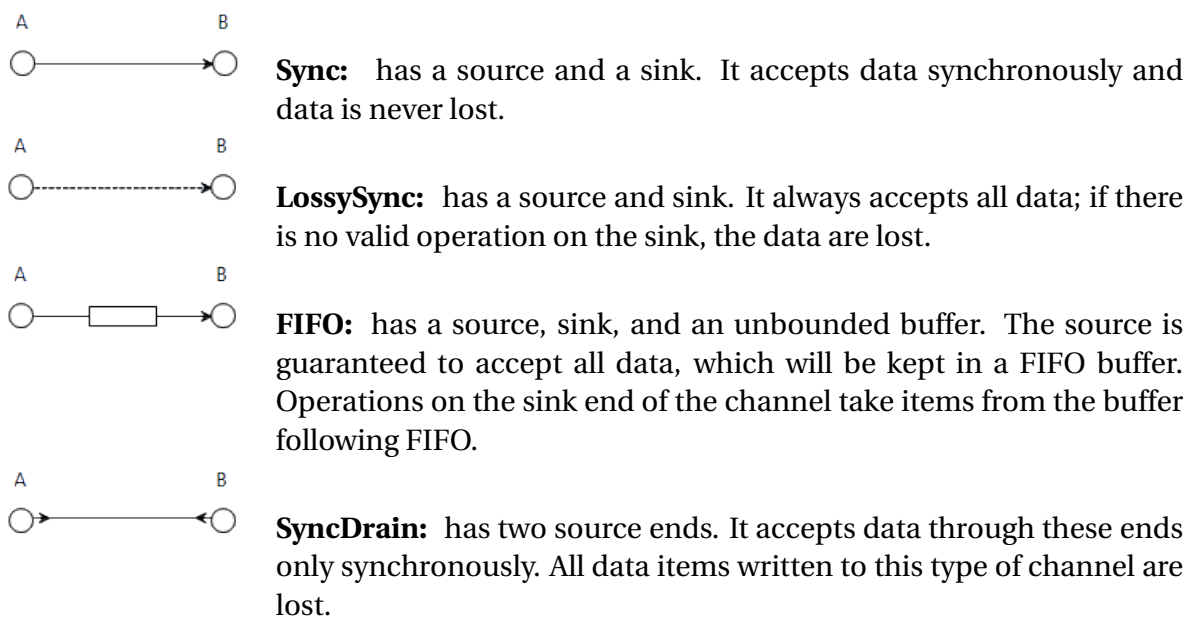 A B
Sync: has a source and a sink. It accepts data synchronously and
data is never lost.
A B
LossySync: has a source and sink. It always accepts all data; if there
is no valid operation on the sink, the data are lost.
A B
FIFO: has a source, sink, and an unbounded buffer. The source is
guaranteed to accept all data, which will be kept in a FIFO buffer.
Operations on the sink end of the channel take items from the buffer
following FIFO.
A B
SyncDrain: has two source ends. It accepts data through these ends
only synchronously. All data items written to this type of channel are
lost.